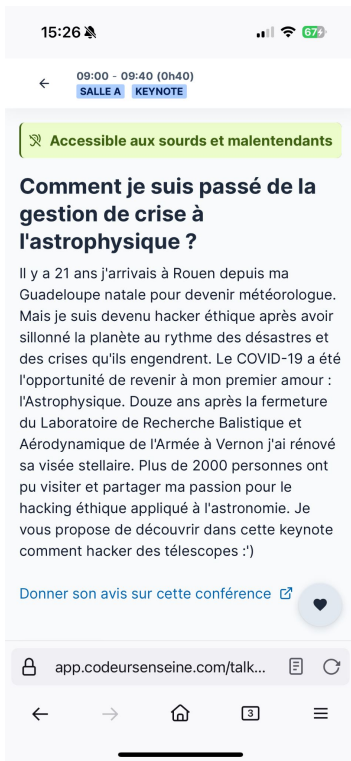 15:26
67
09:00 - 09:40 (0h40)
SALLE A KEYNOTE
Accessible aux sourds et malentendants
Comment je suis passé de la
gestion de crise à
l'astrophysique ?
Il y a 21 ans j'arrivais à Rouen depuis ma
Guadeloupe natale pour devenir météorologue.
Mais je suis devenu hacker éthique après avoir
sillonné la planète au rythme des désastres et
des crises qu'ils engendrent. Le COVID-19 a été
l'opportunité de revenir à mon premier amour :
l'Astrophysique. Douze ans après la fermeture
du Laboratoire de Recherche Balistique et
Aérodynamique de l'Armée à Vernon j'ai rénové
sa visée stellaire. Plus de 2000 personnes ont
pu visiter et partager ma passion pour le
hacking éthique appliqué à l'astronomie. Je
vous propose de découvrir dans cette keynote
comment hacker des télescopes :')
Donner son avis sur cette conférence
app.codeursenseine.com/talk...
3